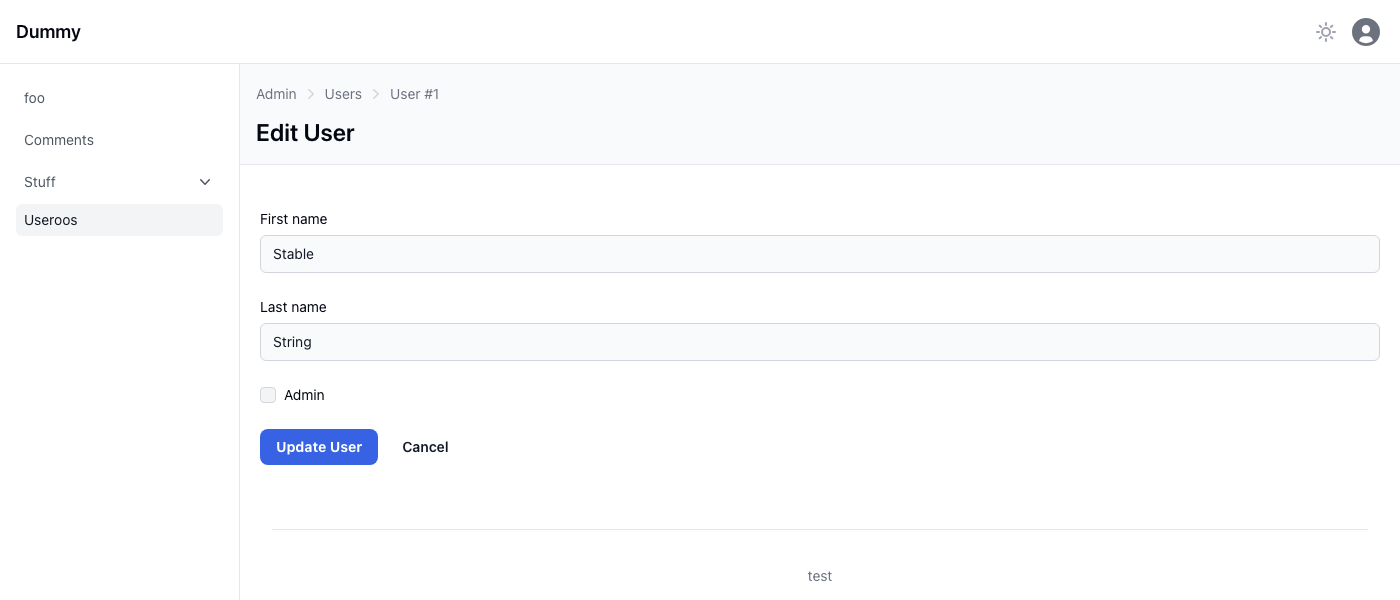 Dummy
foo
Comments
Stuff
Useroos
Admin Users User #1
Edit User
First name
Stable
Last name
String
Admin
Update User Cancel
test